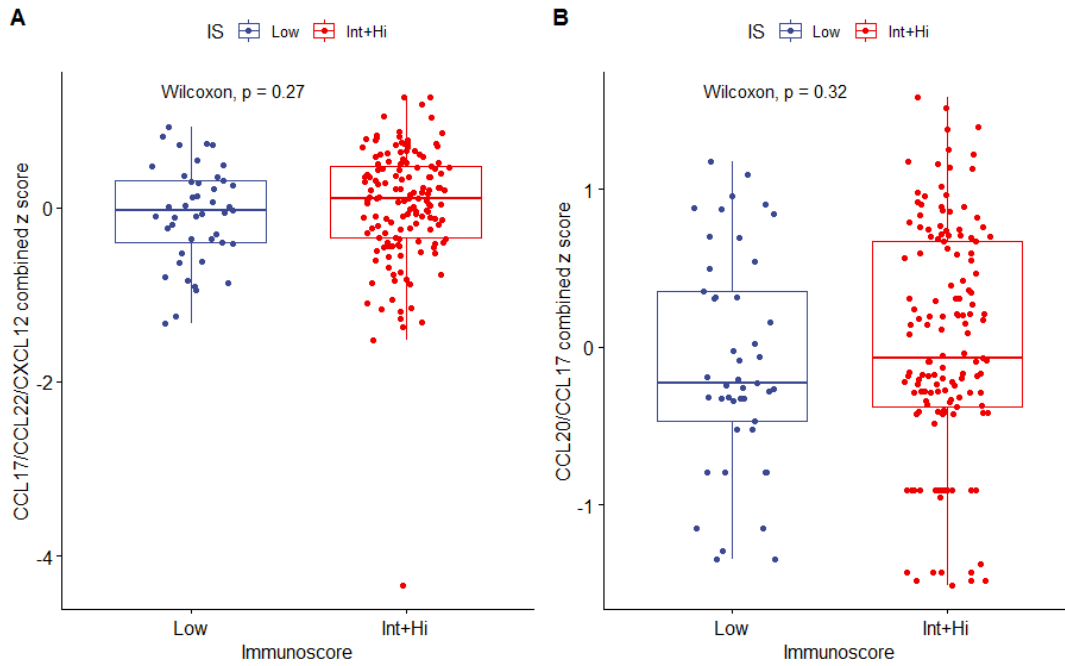 A
IS Low Int+Hi
Wilcoxon, p = 0.27
CCL17/CCL22/CXCL12 combined z score
0
-2
-4
Low Int+Hi
Immunoscore
B
IS Low Int+Hi
Wilcoxon, p = 0.32
CCL20/CCL17 combined z score
1
0
-1
Low Int+Hi
Immunoscore